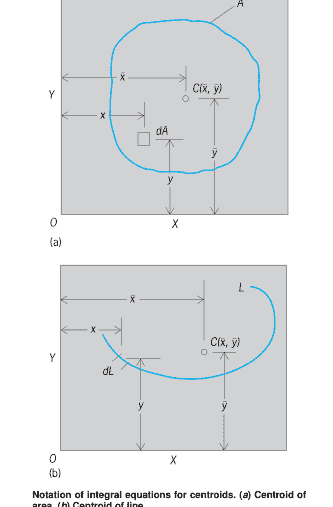 A
x̄
C(x̄, ȳ)
Y
x
dA
ȳ
y
O
X
(a)
L
x̄
x
C(x̄, ȳ)
Y
dL
y
ȳ
O
X
(b)
Notation of integral equations for centroids. (a) Centroid of
area. (b) Centroid of line.